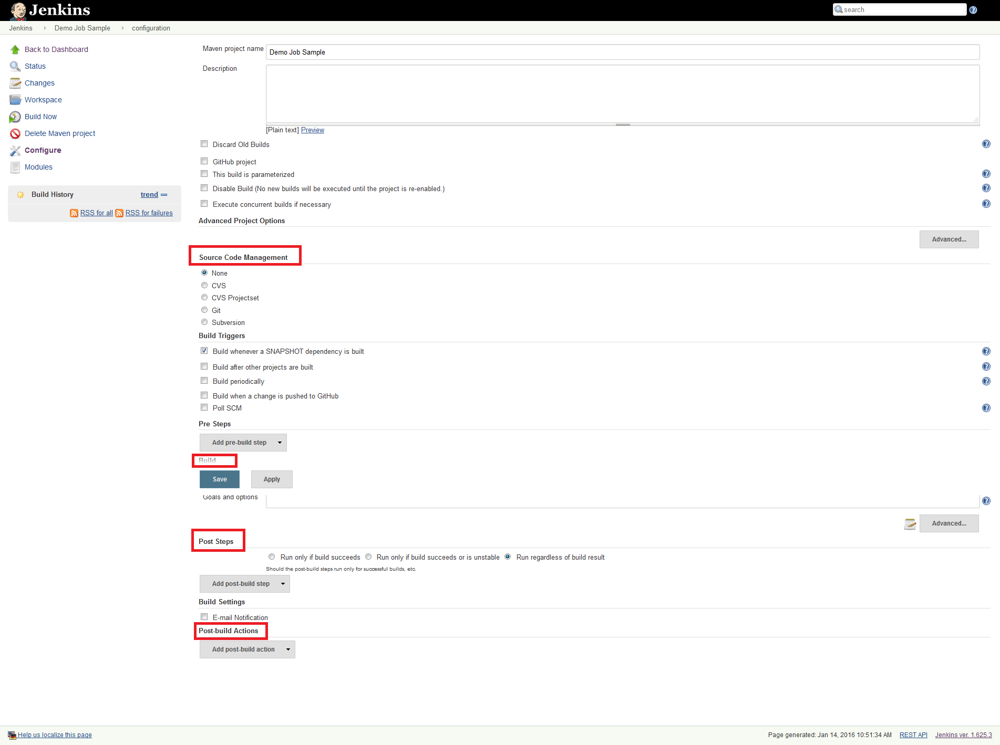 Jenkins
search
Jenkins Demo Job Sample configuration
Back to Dashboard
Status
Changes
Workspace
Build Now
Delete Maven project
Configure
Modules
Build History trend
RSS for all RSS for failures
Maven project name Demo Job Sample
Description
[Plain text] Preview
Discard Old Builds
GitHub project
This build is parameterized
Disable Build (No new builds will be executed until the project is re-enabled.)
Execute concurrent builds if necessary
Advanced Project Options
Advanced...
Source Code Management
None
CVS
CVS Projectset
Git
Subversion
Build Triggers
Build whenever a SNAPSHOT dependency is built
Build after other projects are built
Build periodically
Build when a change is pushed to GitHub
Poll SCM
Pre Steps
Add pre-build step
Build
Save Apply
Goals and options
Advanced...
Post Steps
Run only if build succeeds Run only if build succeeds or is unstable Run regardless of build result
Should the post-build steps run only for successful builds, etc.
Add post-build step
Build Settings
E-mail Notification
Post-build Actions
Add post-build action
Help us localize this page
Page generated: Jan 14, 2016 10:51:34 AM REST API Jenkins ver. 1.625.3